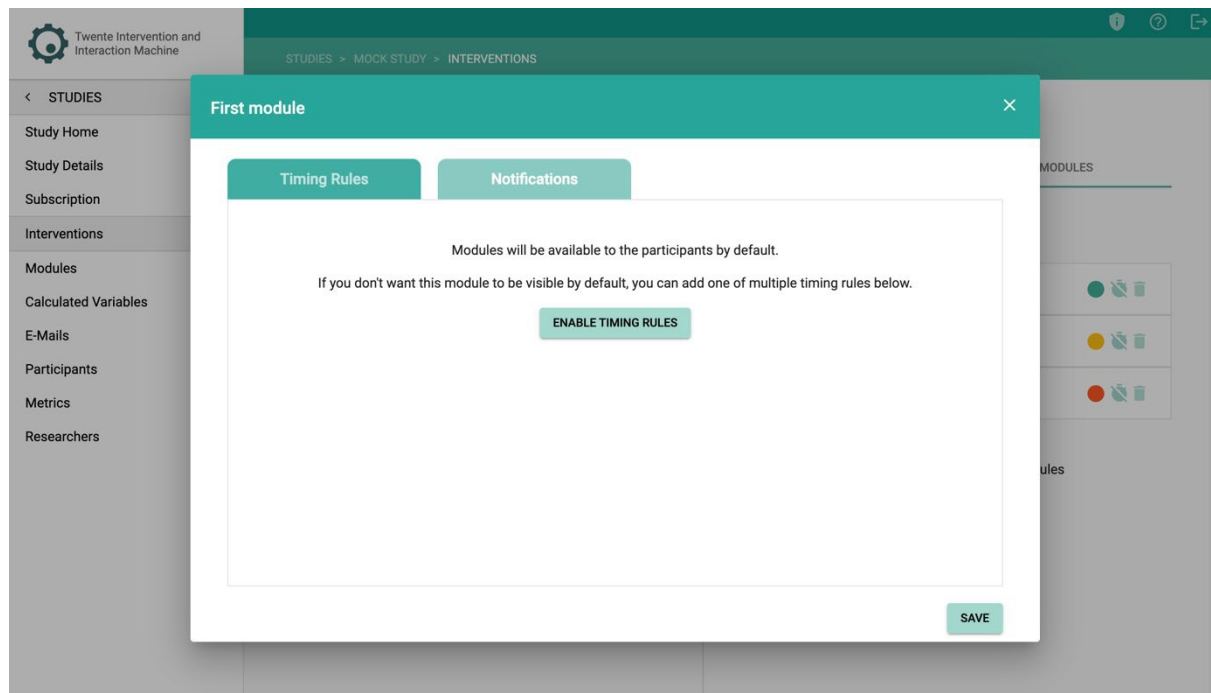 Twente Intervention and
Interaction Machine
STUDIES > MOCK STUDY > INTERVENTIONS
< STUDIES
Study Home
Study Details
Subscription
Interventions
Modules
Calculated Variables
E-Mails
Participants
Metrics
Researchers
First module
Timing Rules
Notifications
Modules will be available to the participants by default.
If you don't want this module to be visible by default, you can add one of multiple timing rules below.
ENABLE TIMING RULES
SAVE
MODULES
ules